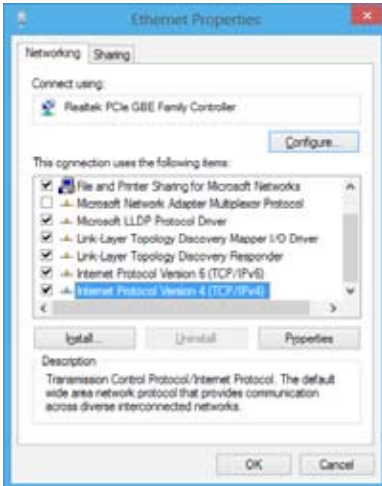 Ethernet Properties
Networking
Sharing
Connect using:
Realtek PCIe GBE Family Controller
Configure...
This connection uses the following items:
File and Printer Sharing for Microsoft Networks
Microsoft Network Adapter Multiplexor Protocol
Microsoft LLDP Protocol Driver
Link-Layer Topology Discovery Mapper I/O Driver
Link-Layer Topology Discovery Responder
Internet Protocol Version 6 (TCP/IPv6)
Internet Protocol Version 4 (TCP/IPv4)
Install...
Uninstall
Properties
Description
Transmission Control Protocol/Internet Protocol. The default
wide area network protocol that provides communication
across diverse interconnected networks.
OK
Cancel